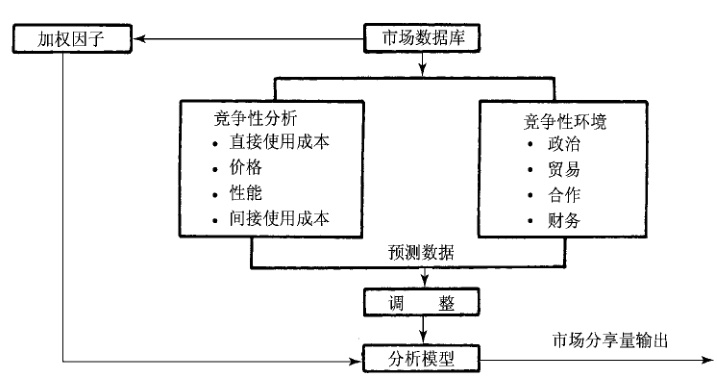 加权因子
市场数据库
竞争性分析
• 直接使用成本
• 价格
• 性能
• 间接使用成本
竞争性环境
• 政治
• 贸易
• 合作
• 财务
预测数据
调 整
分析模型
市场分享量输出